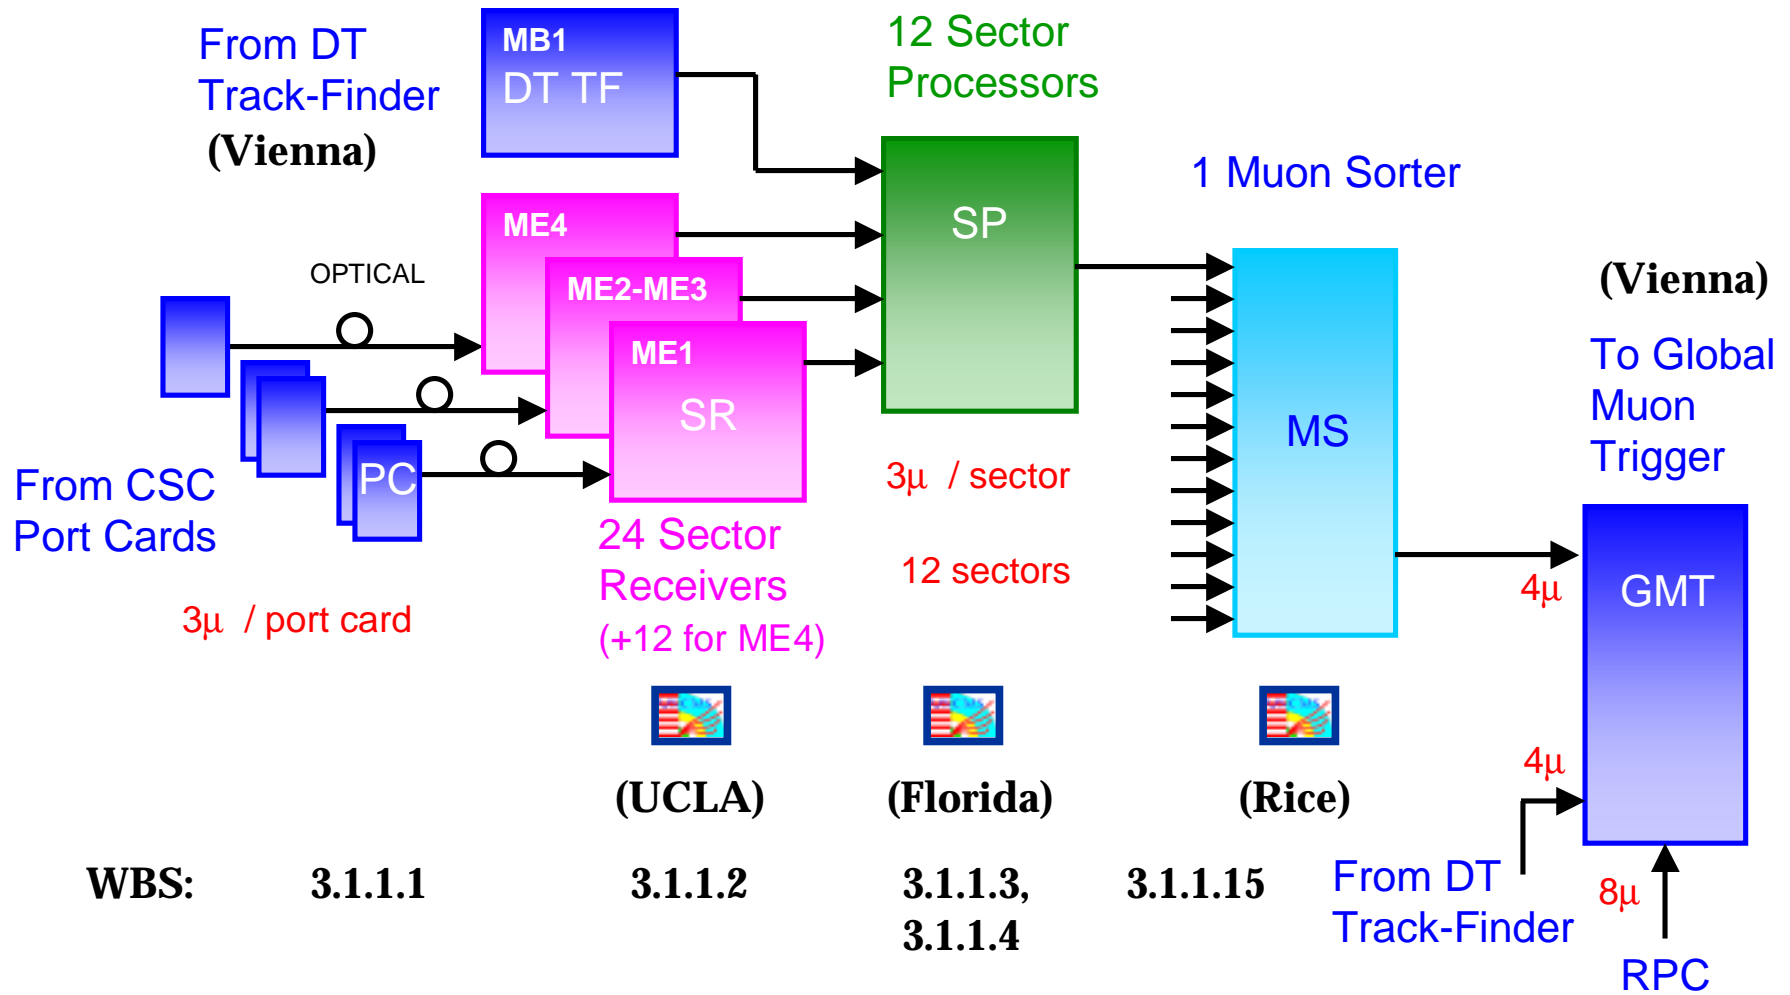 From DT
Track-Finder
(Vienna)
MB1
DT TF
12 Sector
Processors
1 Muon Sorter
ME4
SP
OPTICAL
ME2-ME3
(Vienna)
ME1
SR
To Global
Muon
Trigger
MS
From CSC
Port Cards
PC
3μ / sector
24 Sector
Receivers
(+12 for ME4)
12 sectors
3μ / port card
4μ
GMT
(UCLA)
(Florida)
(Rice)
4μ
WBS:
3.1.1.1
3.1.1.2
3.1.1.3,
3.1.1.4
3.1.1.15
From DT
Track-Finder
8μ
RPC